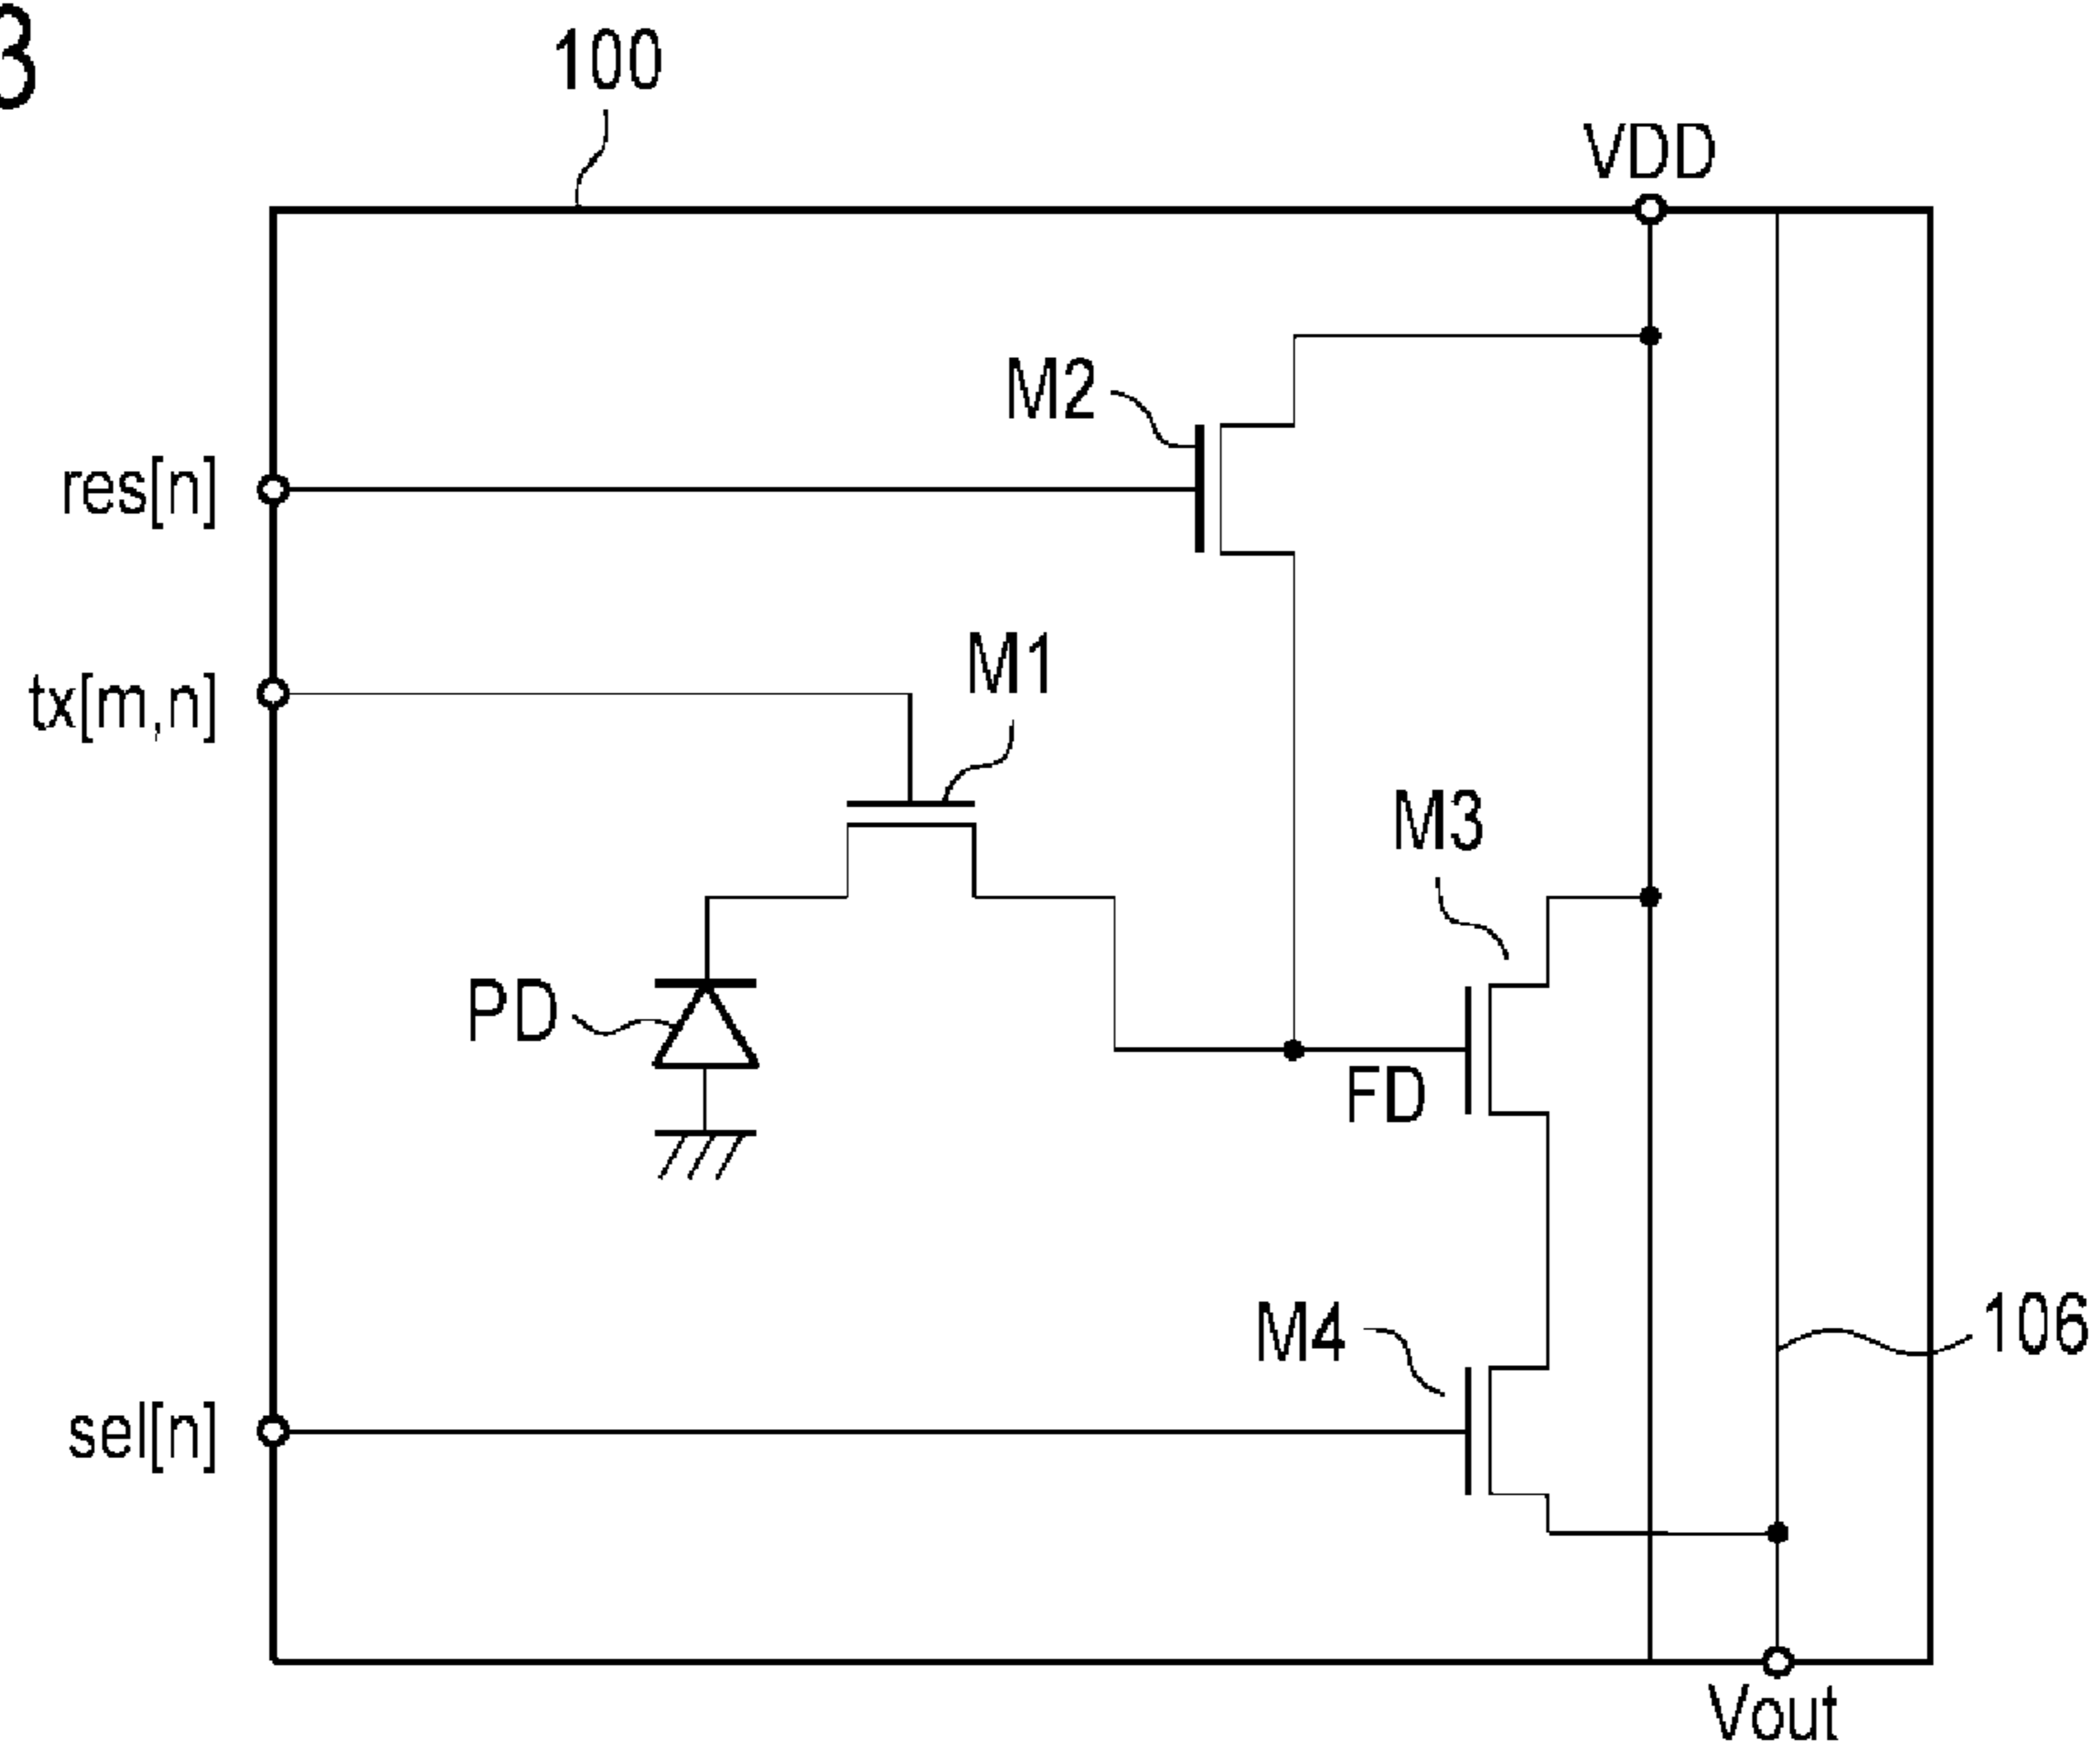 3
100
VDD
M2
res[n]
M1
tx[m,n]
M3
PD
FD
M4
106
sel[n]
Vout